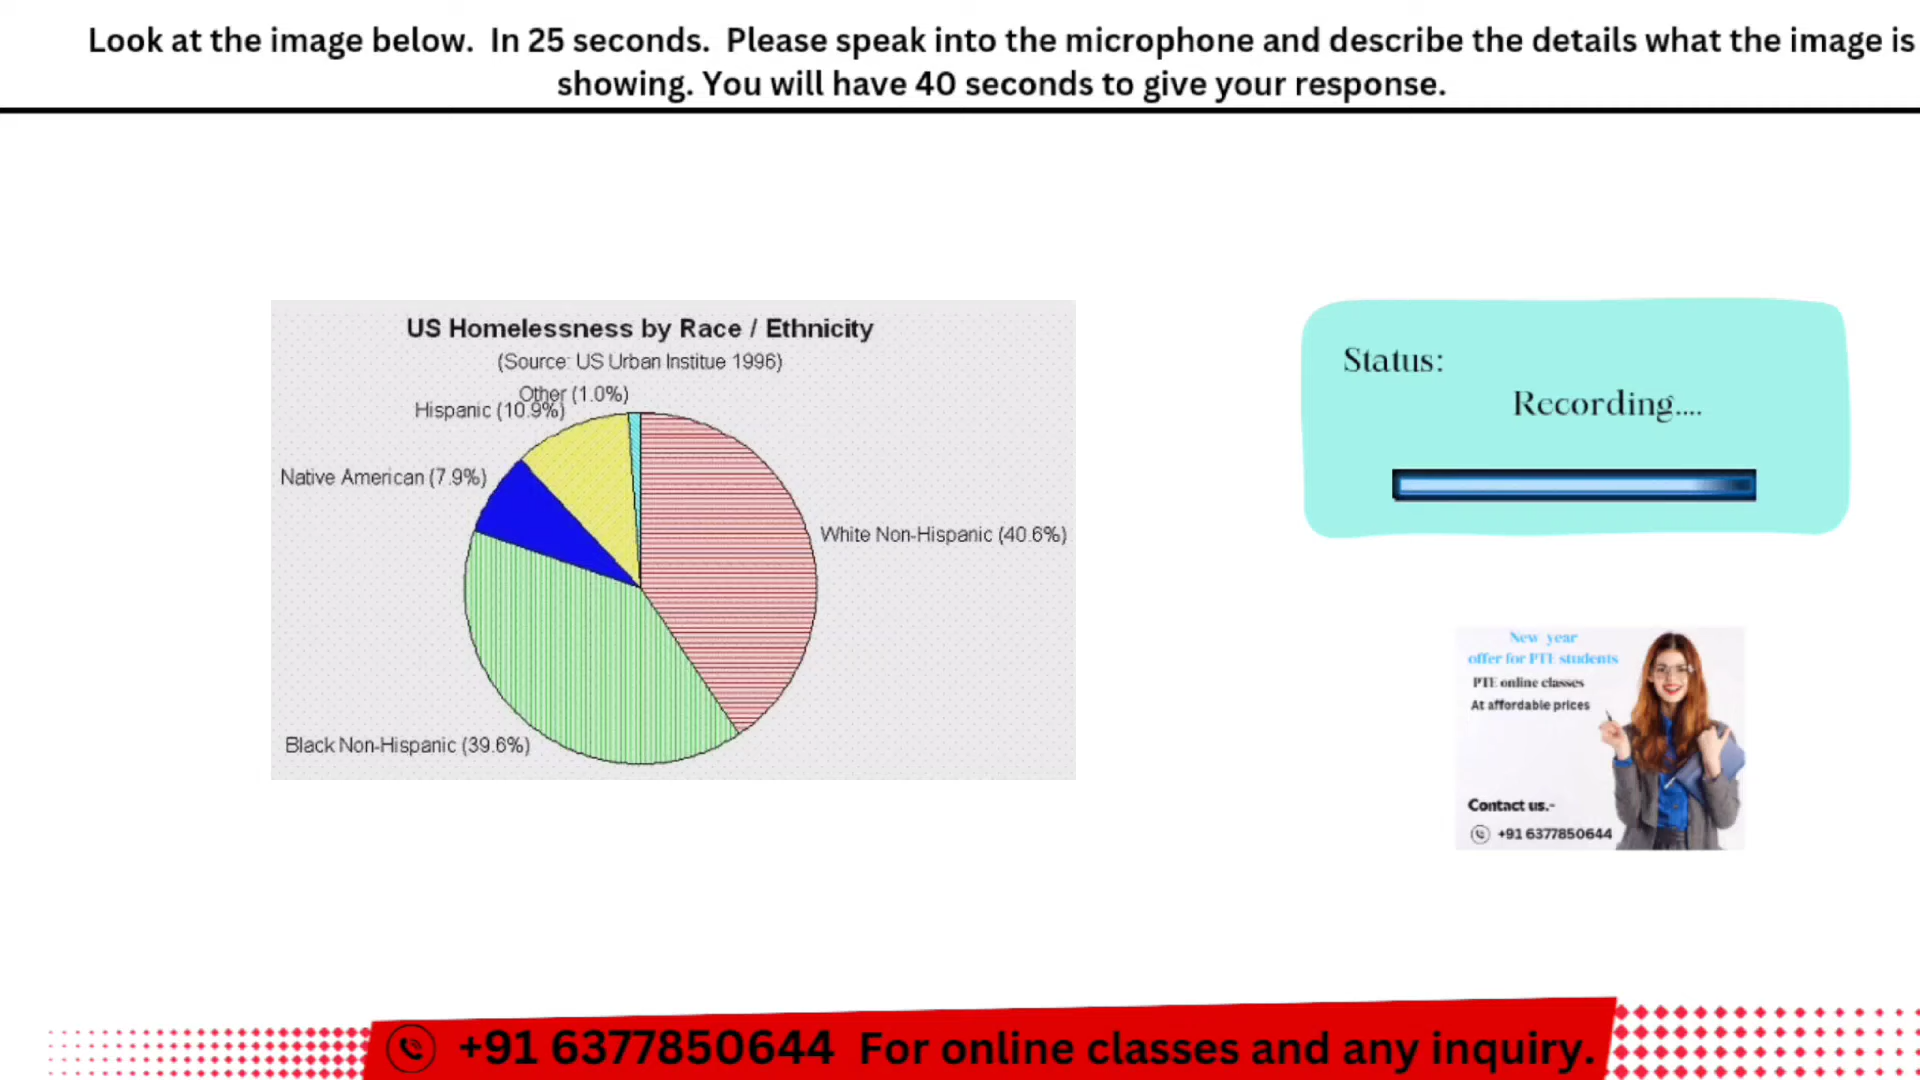 Look at the image below. In 25 seconds. Please speak into the microphone and describe the details what the image is
showing. You will have 40 seconds to give your response.
US Homelessness by Race / Ethnicity
(Source: US Urban Institue 1996)
Other (1.0%)
Hispanic (10.9%)
Native American (7.9%)
White Non-Hispanic (40.6%)
Black Non-Hispanic (39.6%)
Status:
Recording....
New year
offer for PTE students
PTE online classes
At affordable prices
Contact us.-
+91 6377850644
+91 6377850644 For online classes and any inquiry.